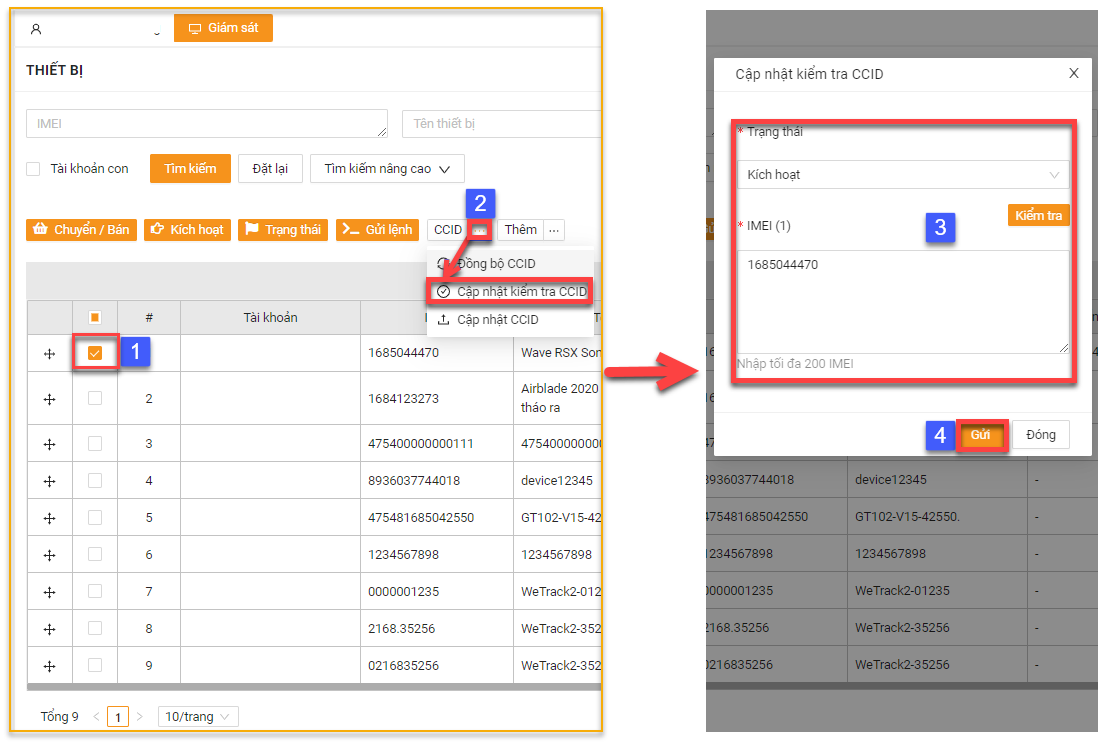 Giám sát
THIẾT BỊ
IMEI
Tên thiết bị
Tài khoản con
Tìm kiếm
Đặt lại
Tìm kiếm nâng cao
2
Chuyển / Bán
Kích hoạt
Trạng thái
Gửi lệnh
CCID
...
Thêm
...
Đồng bộ CCID
Cập nhật kiểm tra CCID
Cập nhật CCID
# Tài khoản
1
1685044470 Wave RSX Son
2 1684123273 Airblade 2020
tháo ra
3 475400000000111 47540000000
4 8936037744018 device12345
5 475481685042550 GT102-V15-42
6 1234567898 1234567898
7 0000001235 WeTrack2-012
8 2168.35256 WeTrack2-352
9 0216835256 WeTrack2-352
Tổng 9 < 1 > 10/trang
Cập nhật kiểm tra CCID X
* Trạng thái
Kích hoạt
Kiểm tra
* IMEI (1)
3
1685044470
Nhập tối đa 200 IMEI
4
Gửi
Đóng
8936037744018 device12345 -
475481685042550 GT102-V15-42550. -
1234567898 1234567898 -
0000001235 WeTrack2-01235 -
2168.35256 WeTrack2-35256 -
0216835256 WeTrack2-35256 -